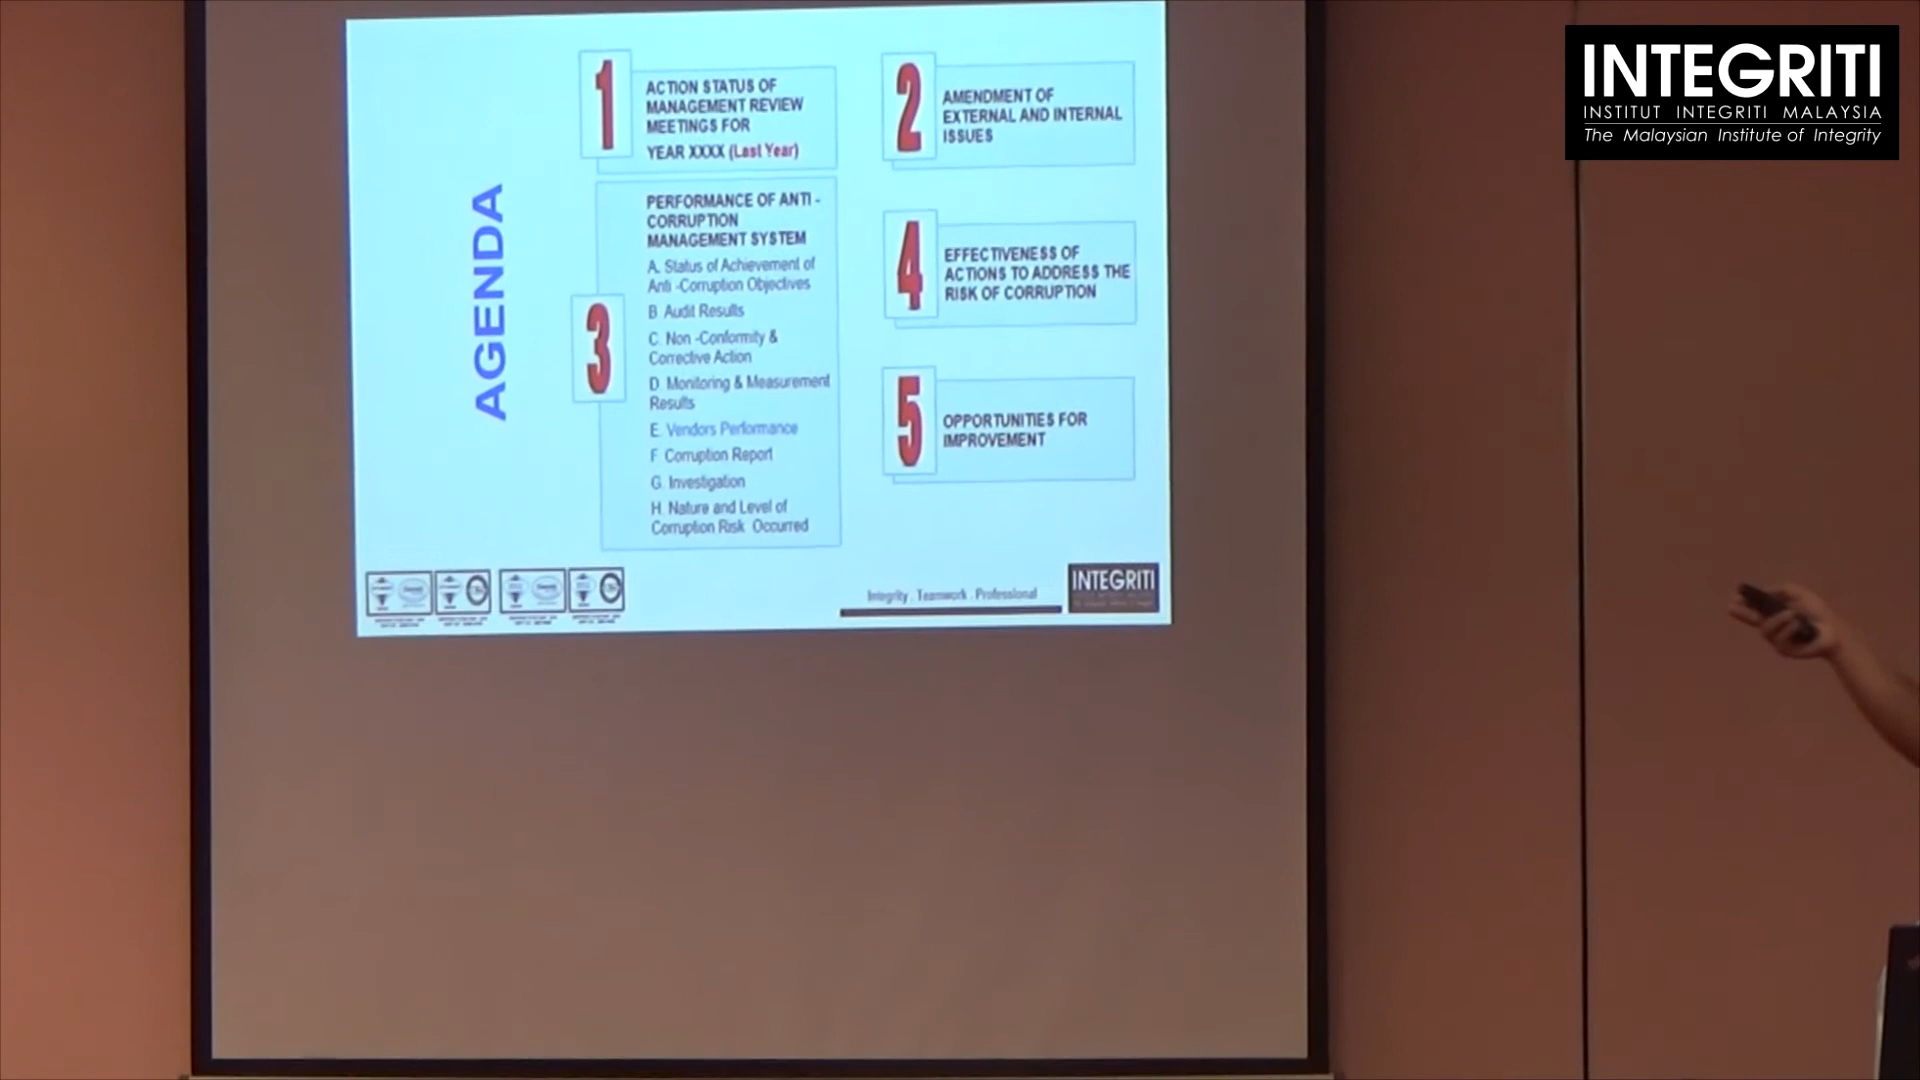 INTEGRITI
INSTITUT INTEGRITI MALAYSIA
The Malaysian Institute of Integrity
AGENDA
1
ACTION STATUS OF
MANAGEMENT REVIEW
MEETINGS FOR
YEAR XXXX (Last Year)
2
AMENDMENT OF
EXTERNAL AND INTERNAL
ISSUES
3
PERFORMANCE OF ANTI -
CORRUPTION
MANAGEMENT SYSTEM
A. Status of Achievement of
Anti -Corruption Objectives
B Audit Results
C. Non -Conformity &
Corrective Action
D. Monitoring & Measurement
Results
E. Vendors Performance
F Corruption Report
G. Investigation
H. Nature and Level of
Corruption Risk Occurred
4
EFFECTIVENESS OF
ACTIONS TO ADDRESS THE
RISK OF CORRUPTION
5
OPPORTUNITIES FOR
IMPROVEMENT
Integrity . Teamwork . Professional
INTEGRITI